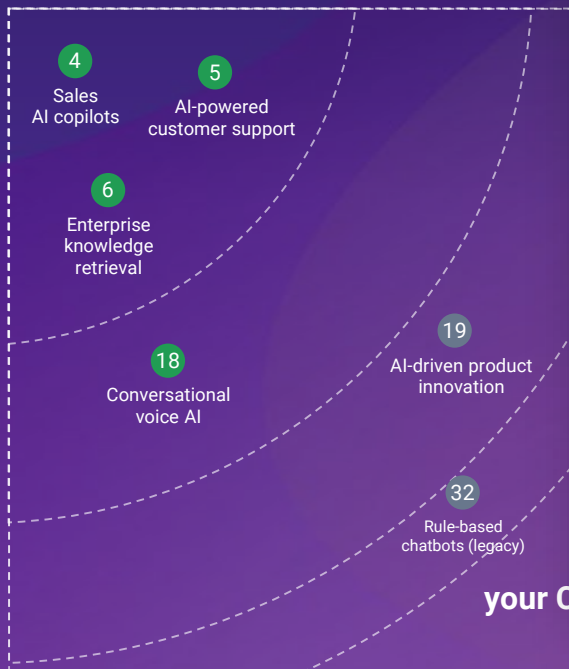 4
Sales
AI copilots
5
AI-powered
customer support
6
Enterprise
knowledge
retrieval
18
Conversational
voice AI
19
AI-driven product
innovation
32
Rule-based
chatbots (legacy)
your